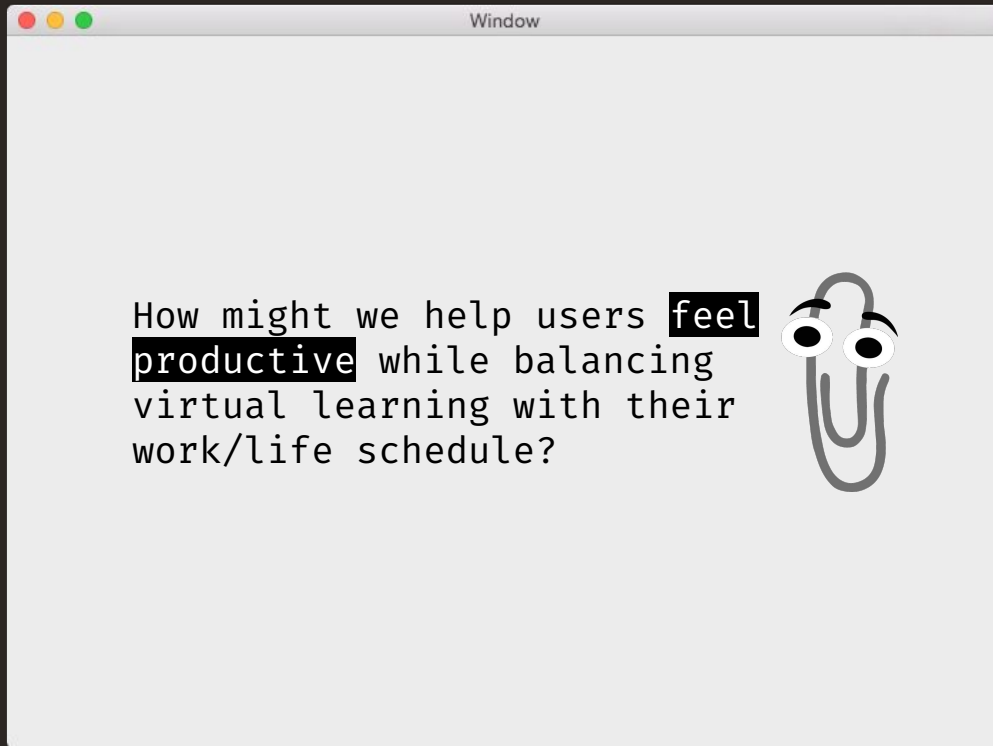 Window
How might we help users feel
productive while balancing
virtual learning with their
work/life schedule?